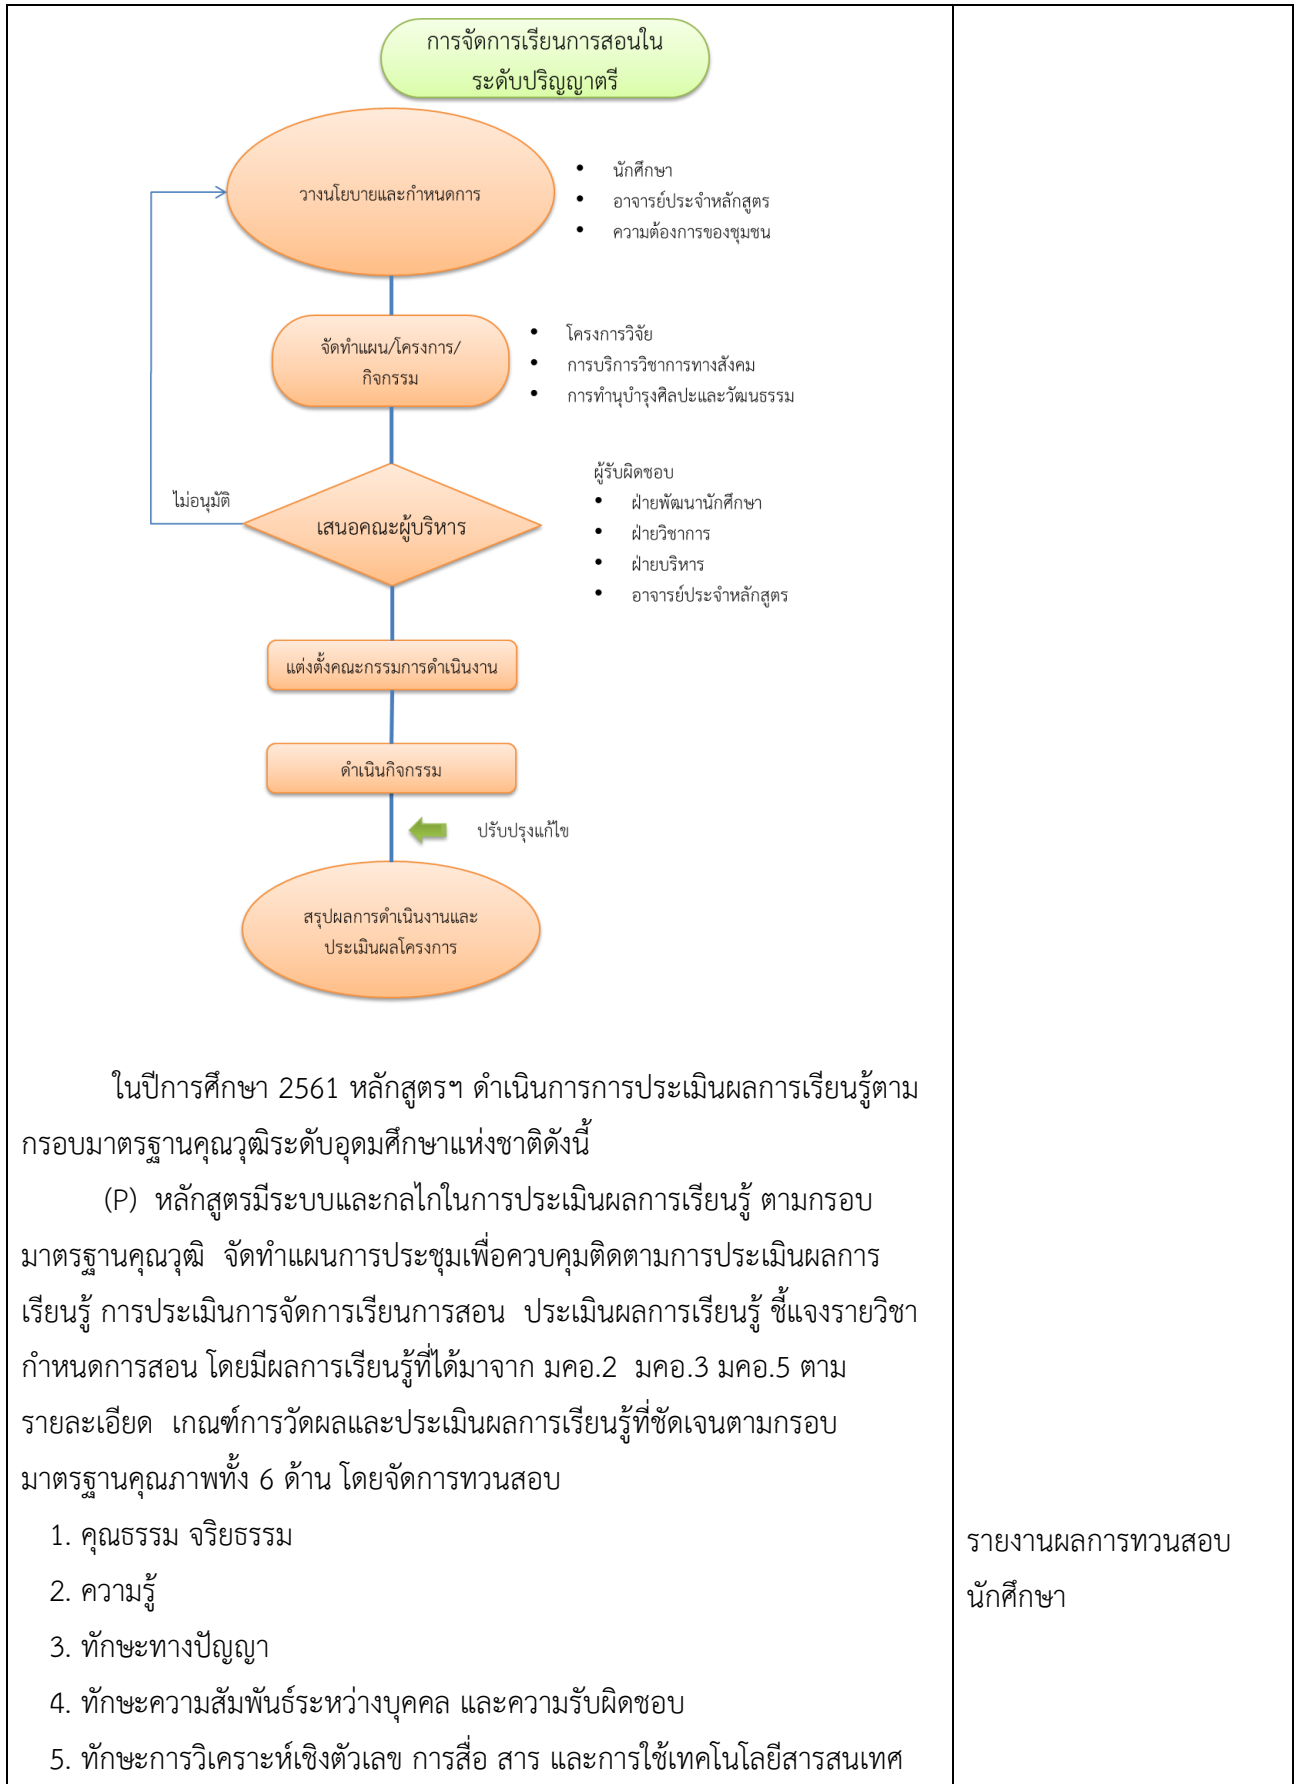 การจัดการเรียนการสอนใน
ระดับปริญญาตรี
วางนโยบายและกำหนดการ
• นักศึกษา
• อาจารย์ประจำหลักสูตร
• ความต้องการของชุมชน
จัดทำแผน/โครงการ/
กิจกรรม
• โครงการวิจัย
• การบริการวิชาการทางสังคม
• การทำนุบำรุงศิลปะและวัฒนธรรม
ไม่อนุมัติ
เสนอคณะผู้บริหาร
ผู้รับผิดชอบ
• ฝ่ายพัฒนานักศึกษา
• ฝ่ายวิชาการ
• ฝ่ายบริหาร
• อาจารย์ประจำหลักสูตร
แต่งตั้งคณะกรรมการดำเนินงาน
ดำเนินกิจกรรม
ปรับปรุงแก้ไข
สรุปผลการดำเนินงานและ
ประเมินผลโครงการ
ในปีการศึกษา 2561 หลักสูตรฯ ดำเนินการการประเมินผลการเรียนรู้ตาม
กรอบมาตรฐานคุณวุฒิระดับอุดมศึกษาแห่งชาติดังนี้
(P) หลักสูตรมีระบบและกลไกในการประเมินผลการเรียนรู้ ตามกรอบ
มาตรฐานคุณวุฒิ จัดทำแผนการประชุมเพื่อควบคุมติดตามการประเมินผลการ
เรียนรู้ การประเมินการจัดการเรียนการสอน ประเมินผลการเรียนรู้ ชี้แจงรายวิชา
กำหนดการสอน โดยมีผลการเรียนรู้ที่ได้มาจาก มคอ.2 มคอ.3 มคอ.5 ตาม
รายละเอียด เกณฑ์การวัดผลและประเมินผลการเรียนรู้ที่ชัดเจนตามกรอบ
มาตรฐานคุณภาพทั้ง 6 ด้าน โดยจัดการทวนสอบ
1. คุณธรรม จริยธรรม
2. ความรู้
3. ทักษะทางปัญญา
4. ทักษะความสัมพันธ์ระหว่างบุคคล และความรับผิดชอบ
5. ทักษะการวิเคราะห์เชิงตัวเลข การสื่อ สาร และการใช้เทคโนโลยีสารสนเทศ
รายงานผลการทวนสอบ
นักศึกษา